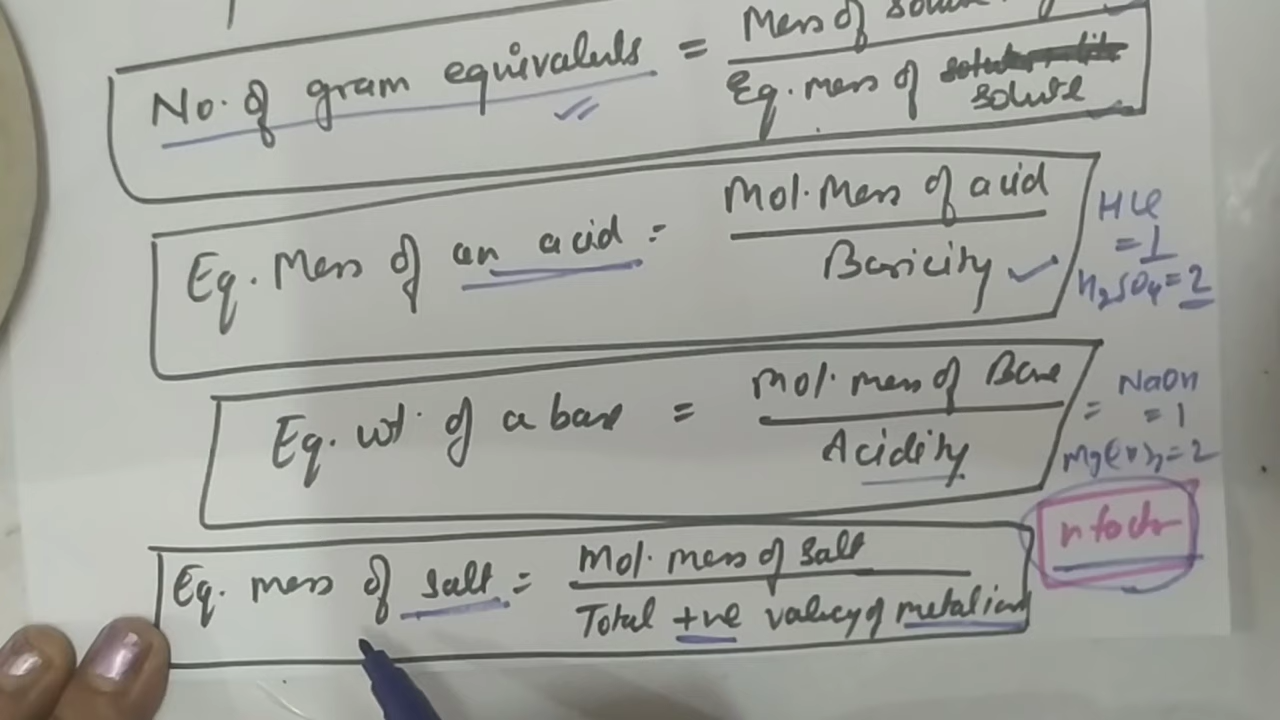 No. of gram equivalents = Mass of
Eq. mass of solute
Eq. Mass of an acid = Mol. Mass of acid
Basicity
HCl
= 1
H2SO4 = 2
Eq. wt. of a base = Mol. mass of Base
Acidity
= NaOH
= 1
Mg(OH)2 = 2
n factor
Eq. mass of salt = Mol. mass of salt
Total +ve valency of metal ions